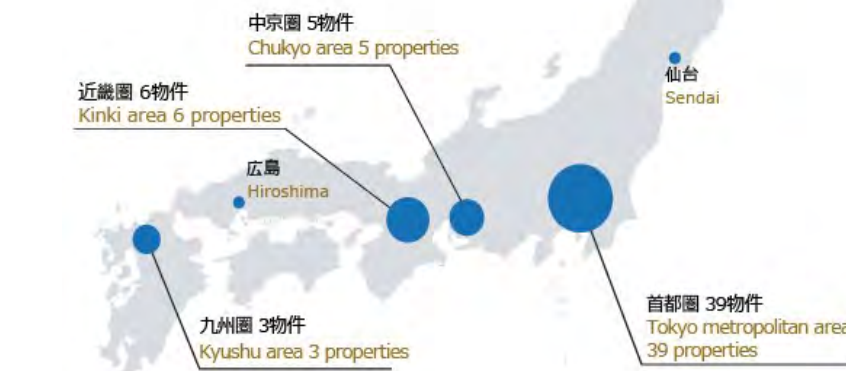 中京圏 5物件
Chukyo area 5 properties
仙台
Sendai
近畿圏 6物件
Kinki area 6 properties
広島
Hiroshima
首都圏 39物件
Tokyo metropolitan area
39 properties
九州圏 3物件
Kyushu area 3 properties